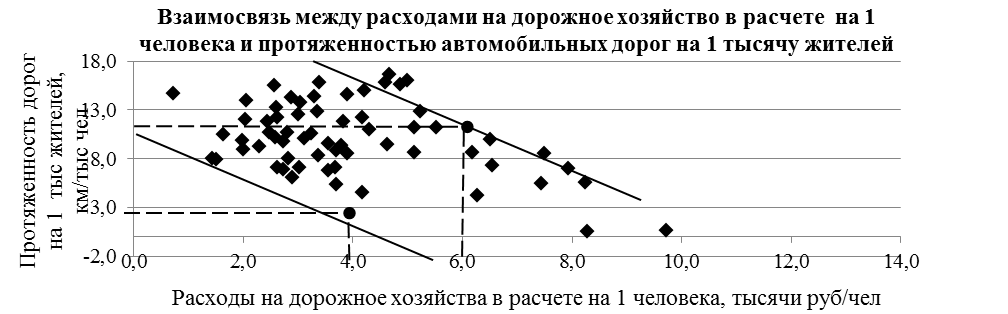 Взаимосвязь между расходами на дорожное хозяйство в расчете на 1
человека и протяженностью автомобильных дорог на 1 тысячу жителей
Протяженность дорог
на 1 тыс жителей,
км/тыс чел
18,0
13,0
8,0
3,0
-2,0
0,0 2,0 4,0 6,0 8,0 10,0 12,0 14,0
Расходы на дорожное хозяйства в расчете на 1 человека, тысячи руб/чел